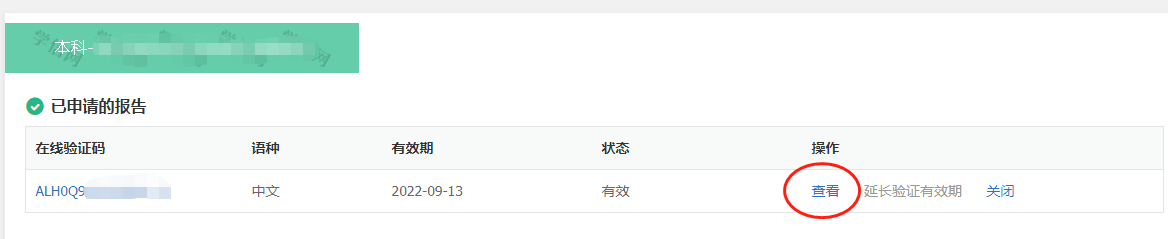 本科-
已申请的报告
在线验证码 语种 有效期 状态 操作
ALH0Q9 中文 2022-09-13 有效 查看 延长验证有效期 关闭